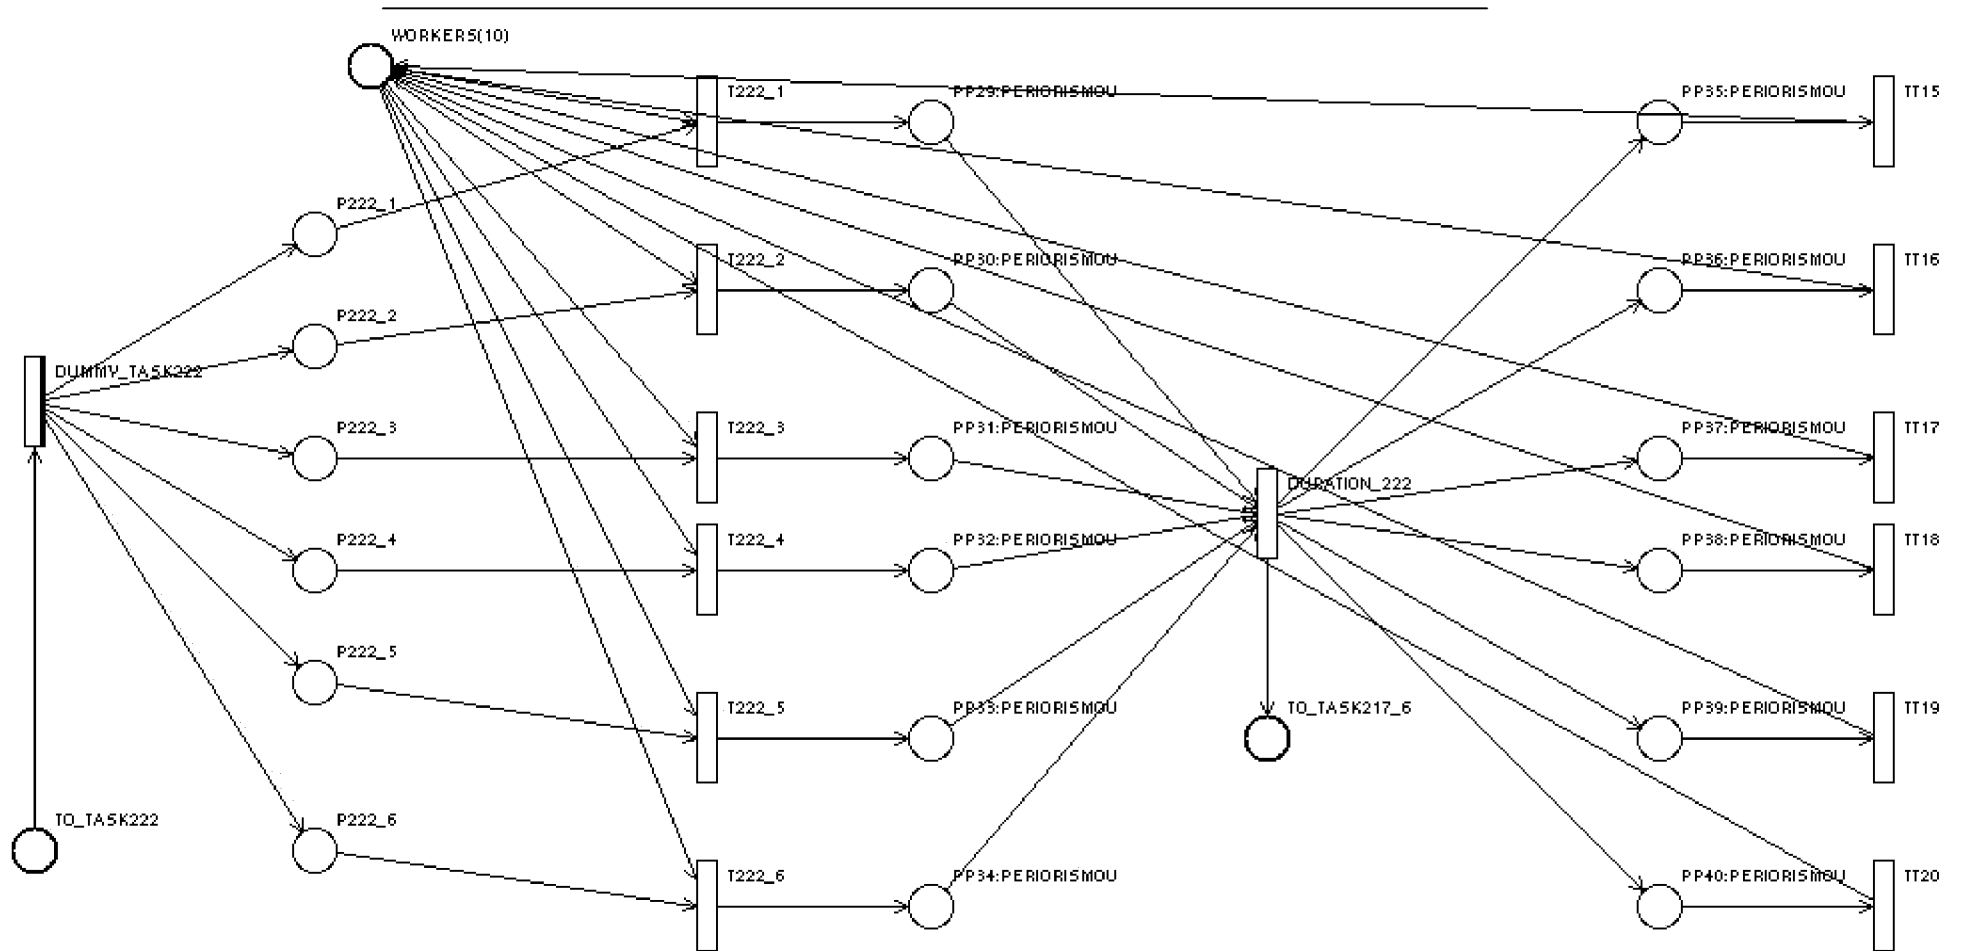 WORKERS(10)
T222_1
PP29:PERIORISMOU
PP35:PERIORISMOU
TT15
P222_1
T222_2
PP30:PERIORISMOU
PP36:PERIORISMOU
TT16
P222_2
DUMMY_TASK222
P222_3
T222_3
PP31:PERIORISMOU
PP37:PERIORISMOU
TT17
DURATION_222
P222_4
T222_4
PP32:PERIORISMOU
PP38:PERIORISMOU
TT18
P222_5
T222_5
PP33:PERIORISMOU
TO_TASK217_6
PP39:PERIORISMOU
TT19
TO_TASK222
P222_6
T222_6
PP34:PERIORISMOU
PP40:PERIORISMOU
TT20